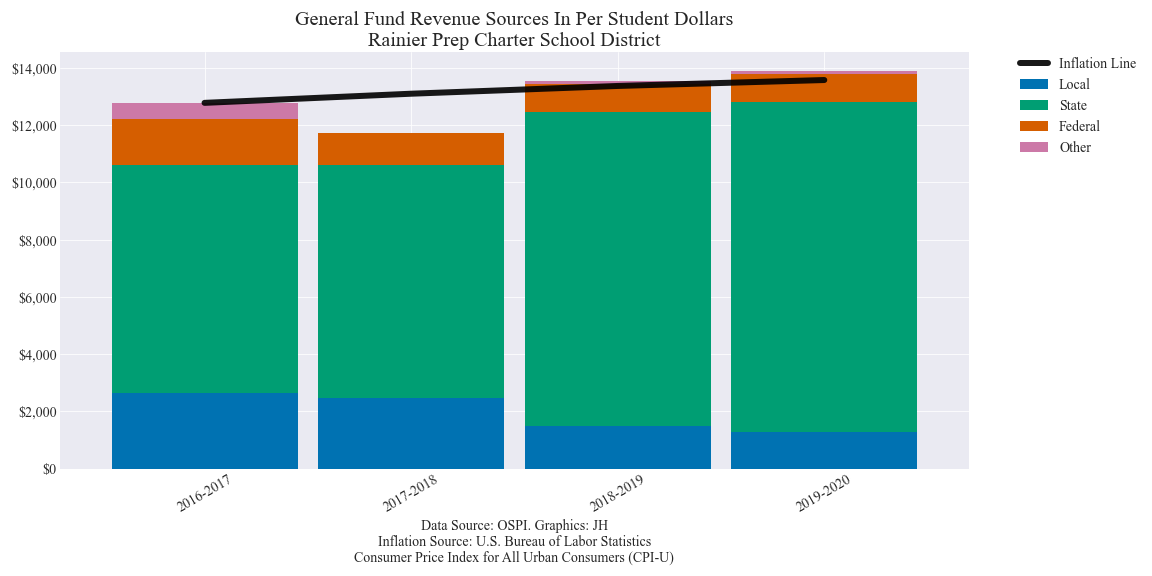 General Fund Revenue Sources In Per Student Dollars
Rainier Prep Charter School District
$14,000
$12,000
$10,000
$8,000
$6,000
$4,000
$2,000
$0
2016-2017
2017-2018
2018-2019
2019-2020
Inflation Line
Local
State
Federal
Other
Data Source: OSPI. Graphics: JH
Inflation Source: U.S. Bureau of Labor Statistics
Consumer Price Index for All Urban Consumers (CPI-U)